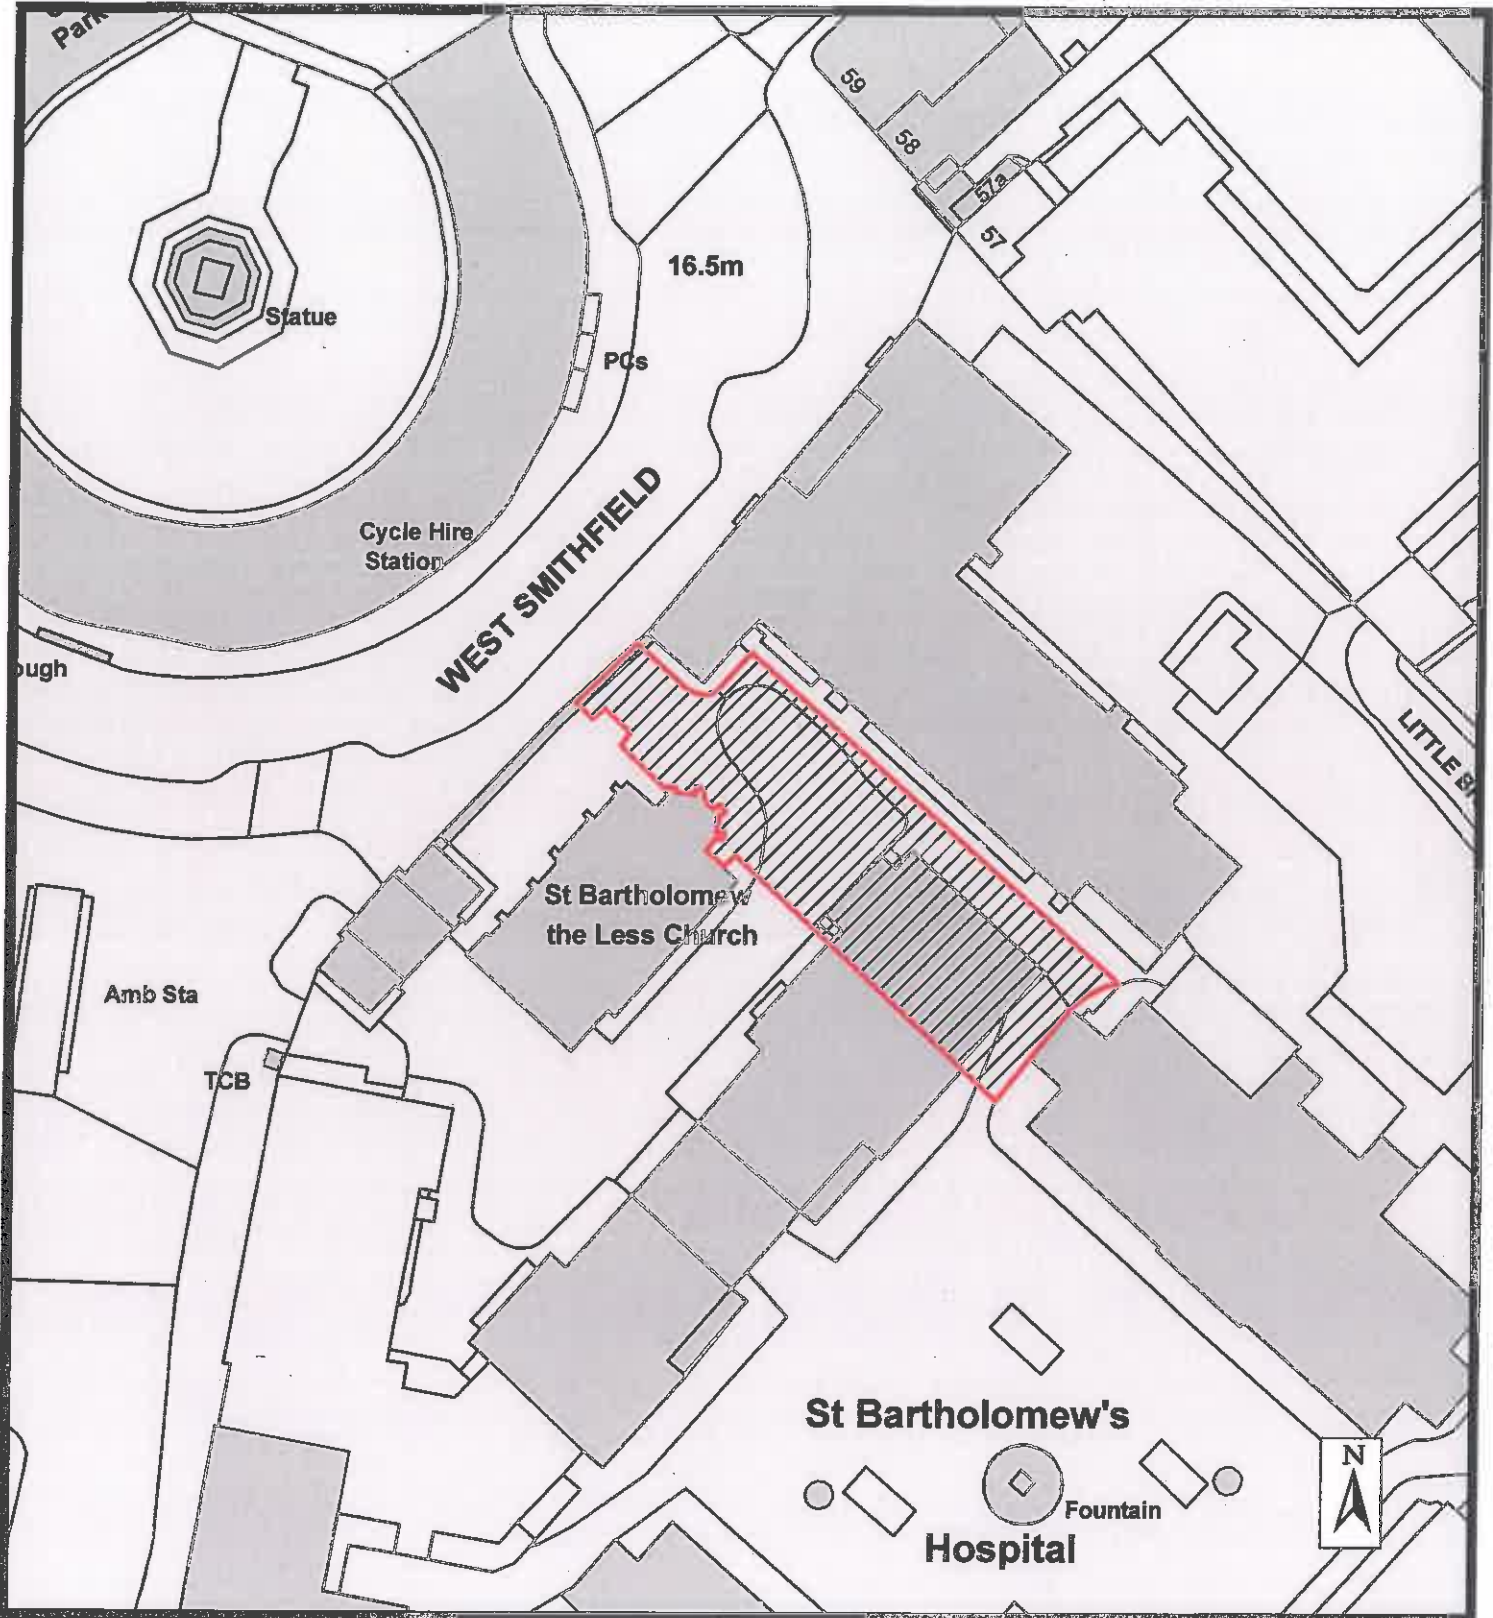 Park
59
58
57a
57
16.5m
Statue
PCs
Cycle Hire
Station
WEST SMITHFIELD
ough
LITTLE B
St Bartholomew
the Less Church
Amb Sta
TCB
St Bartholomew's
Hospital
Fountain
N